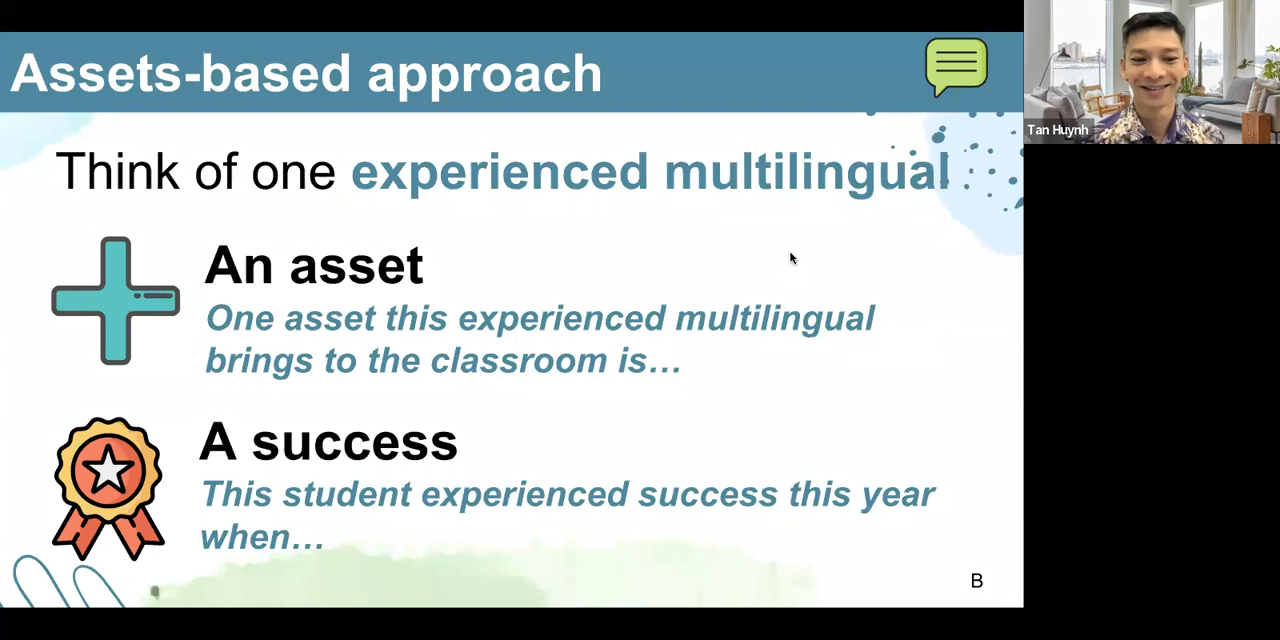 Assets-based approach
Tan Huynh
Think of one experienced multilingual
An asset
One asset this experienced multilingual
brings to the classroom is…
A success
This student experienced success this year
when…
B